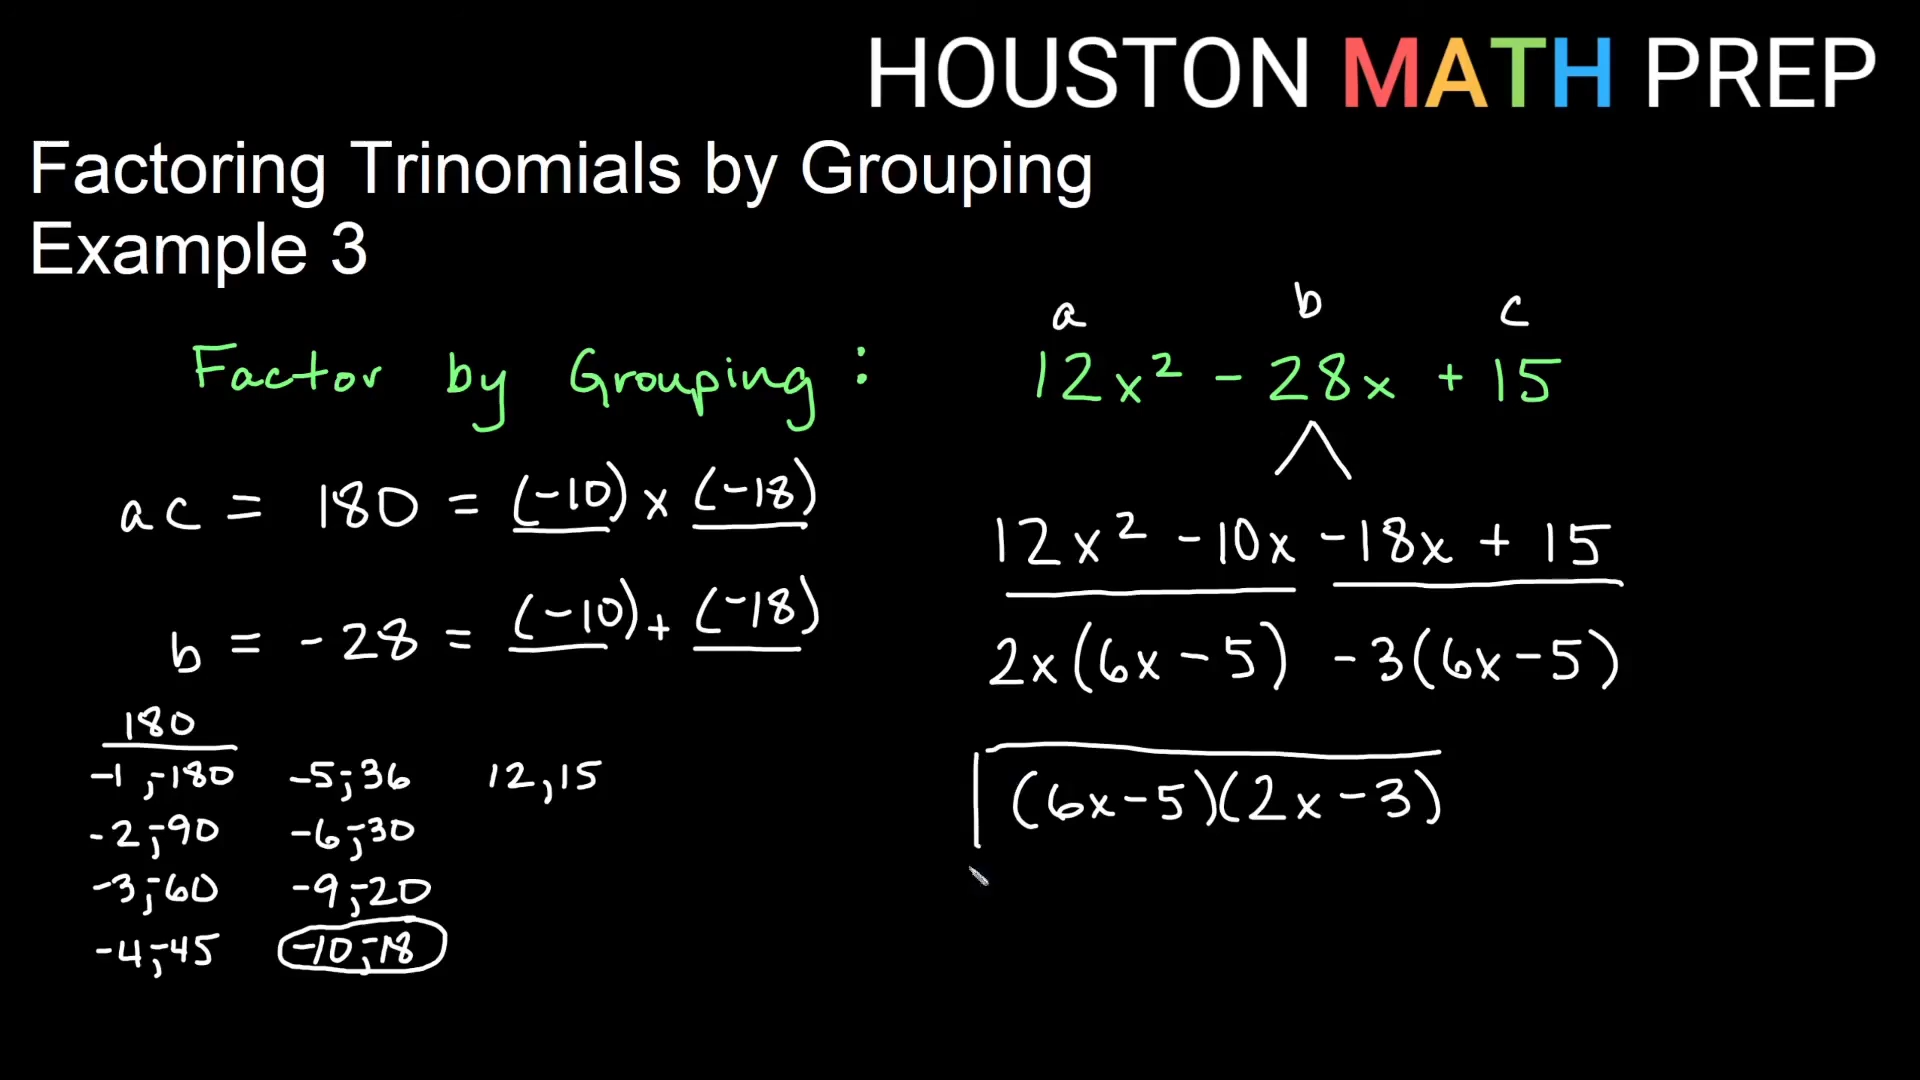 HOUSTON MATH PREP
Factoring Trinomials by Grouping
Example 3
Factor by Grouping :
a b c
12x² - 28x + 15
ac = 180 = (-10) x (-18)
b = -28 = (-10) + (-18)
12x² - 10x - 18x + 15
2x(6x - 5) - 3(6x - 5)
(6x - 5)(2x - 3)
180
-1, -180 -5, -36 12, 15
-2, -90 -6, -30
-3, -60 -9, -20
-4, -45 -10, -18